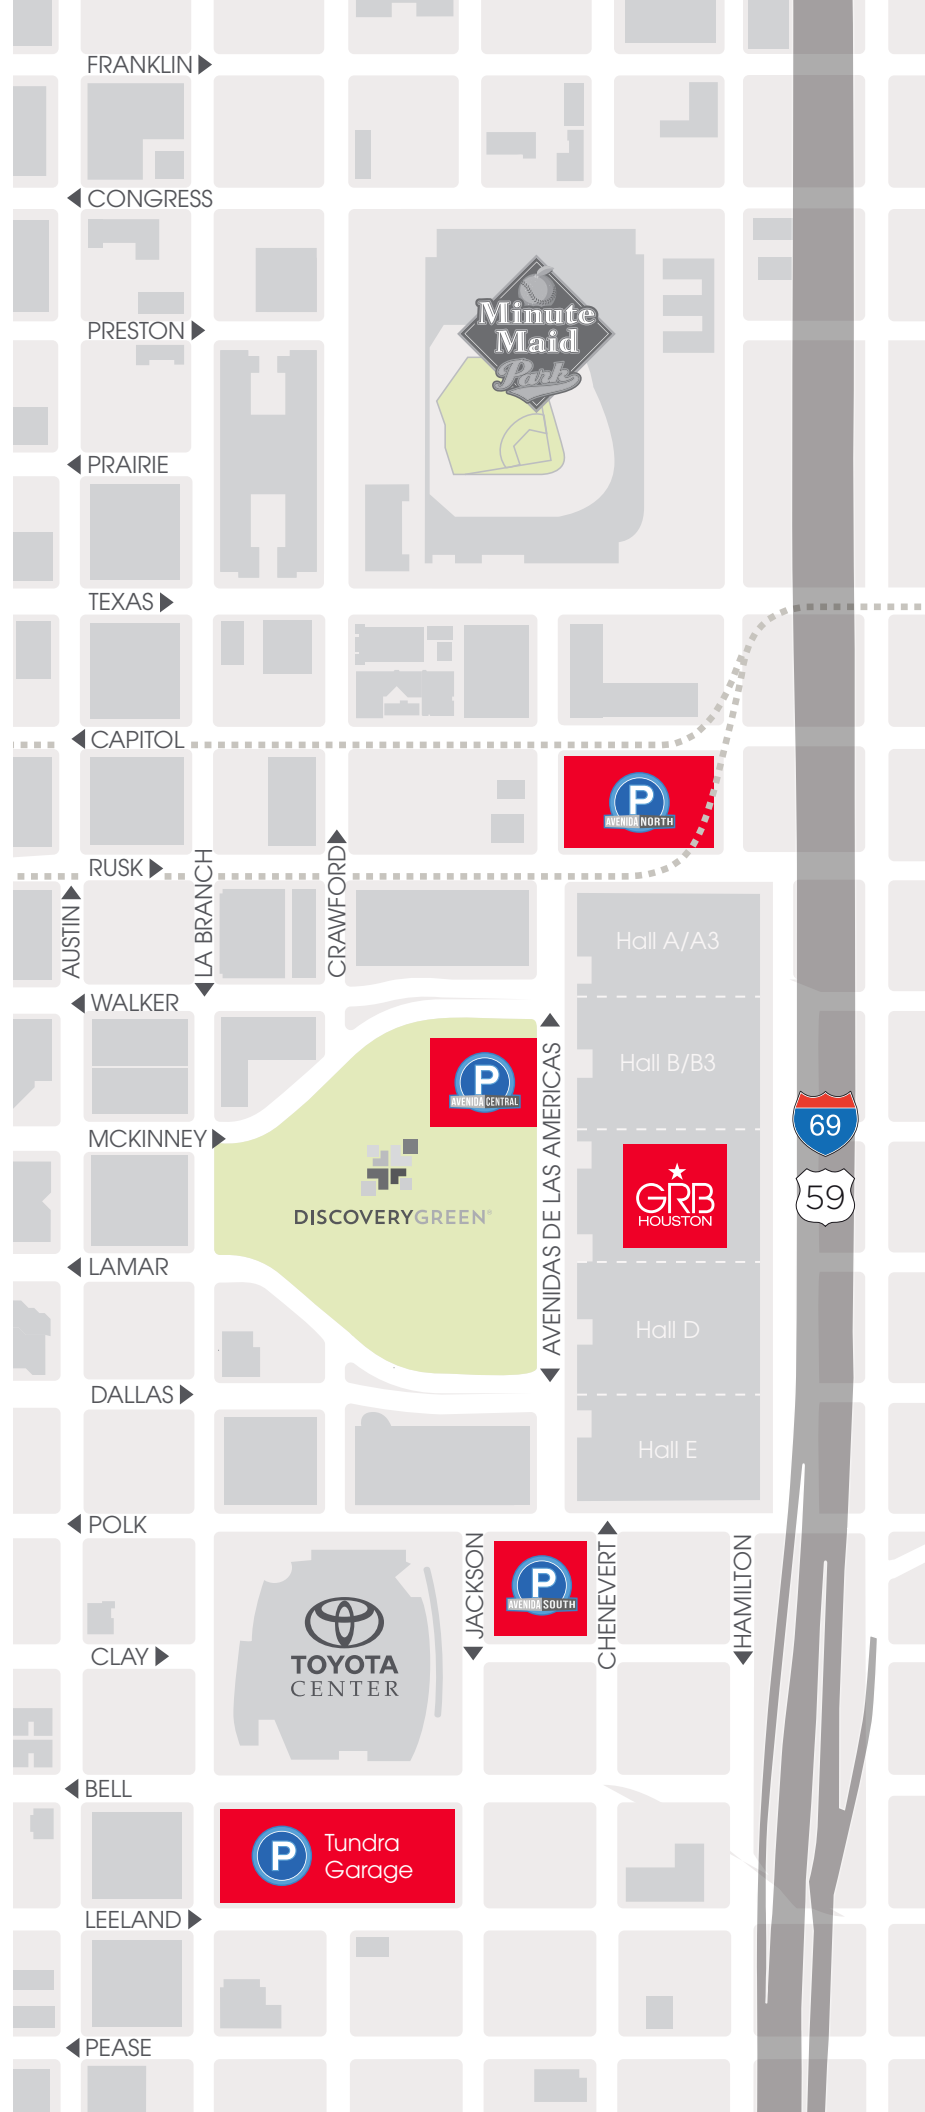 FRANKLIN
CONGRESS
Minute
Maid
Park
PRESTON
PRAIRIE
TEXAS
CAPITOL
P
AVENIDA NORTH
RUSK
AUSTIN
LA BRANCH
CRAWFORD
Hall A/A3
WALKER
AVENIDAS DE LAS AMERICAS
Hall B/B3
P
AVENIDA CENTRAL
69
MCKINNEY
GRB
HOUSTON
59
DISCOVERYGREEN®
LAMAR
Hall D
DALLAS
Hall E
POLK
JACKSON
P
AVENIDA SOUTH
CHENEVERT
HAMILTON
TOYOTA
CENTER
CLAY
BELL
P
Tundra
Garage
LEELAND
PEASE